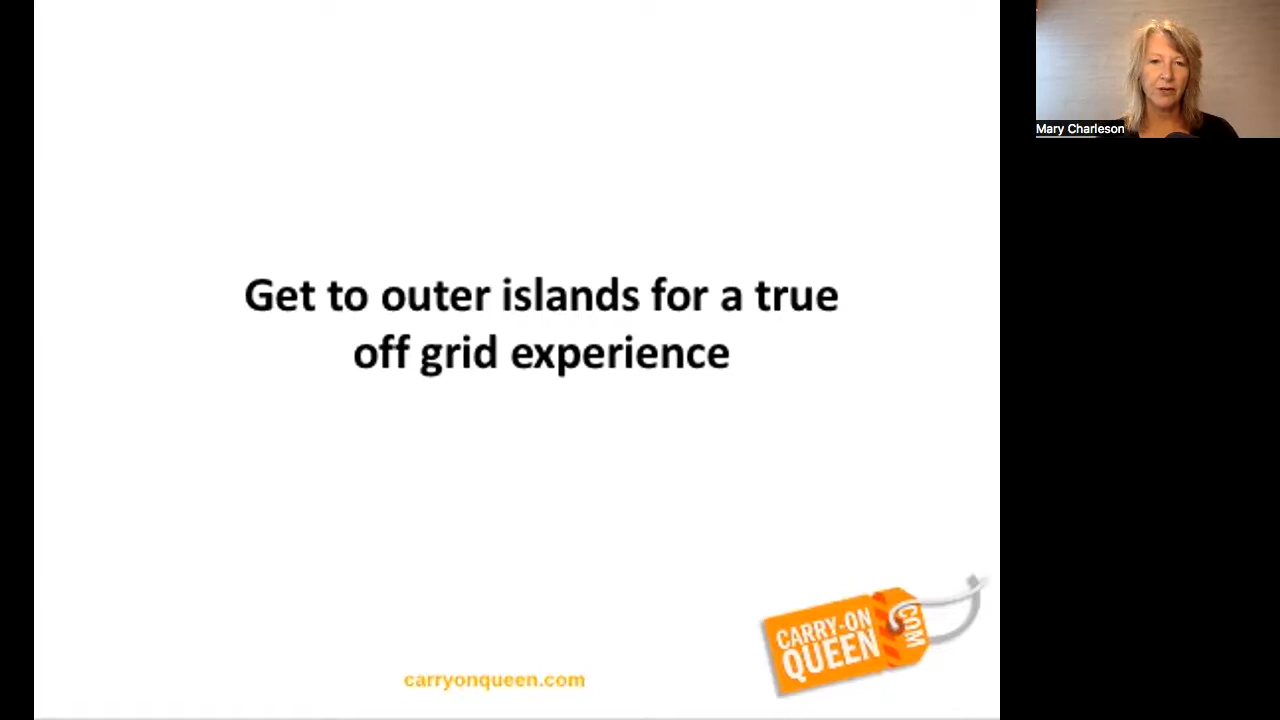 Mary Charleson
Get to outer islands for a true
off grid experience
CARRY-ON
QUEEN
.COM
carryonqueen.com